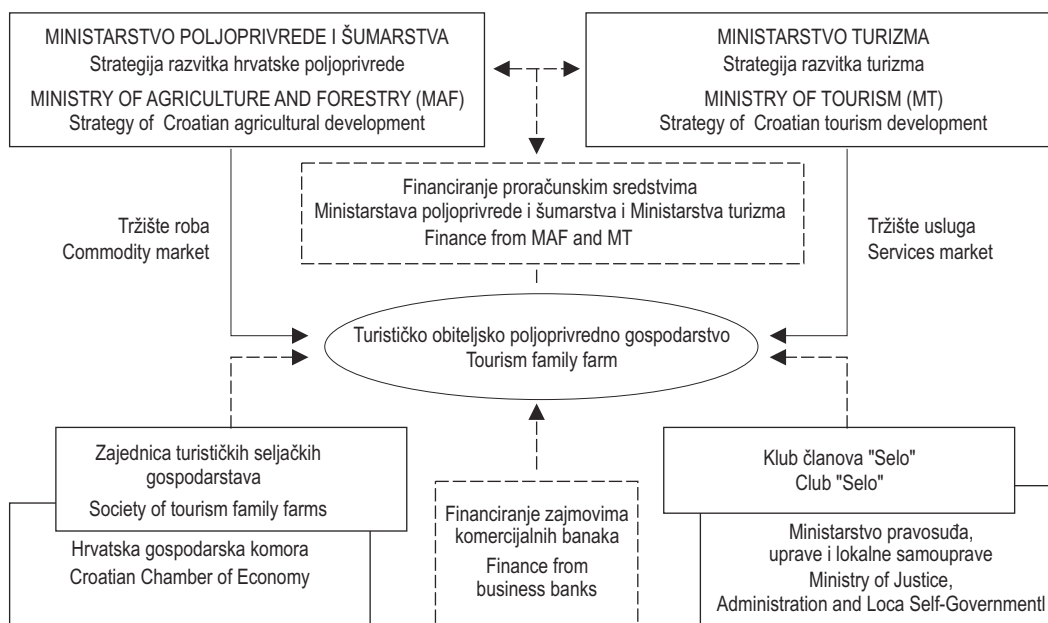 MINISTARSTVO POLJOPRIVREDE I ŠUMARSTVA
Strategija razvitka hrvatske poljoprivrede
MINISTRY OF AGRICULTURE AND FORESTRY (MAF)
Strategy of Croatian agricultural development
MINISTARSTVO TURIZMA
Strategija razvitka turizma
MINISTRY OF TOURISM (MT)
Strategy of Croatian tourism development
Financiranje proračunskim sredstvima
Ministarstava poljoprivrede i šumarstva i Ministarstva turizma
Finance from MAF and MT
Tržište roba
Commodity market
Tržište usluga
Services market
Turističko obiteljsko poljoprivredno gospodarstvo
Tourism family farm
Zajednica turističkih seljačkih
gospodarstava
Society of tourism family farms
Hrvatska gospodarska komora
Croatian Chamber of Economy
Financiranje zajmovima
komercijalnih banaka
Finance from
business banks
Klub članova "Selo"
Club "Selo"
Ministarstvo pravosuđa,
uprave i lokalne samouprave
Ministry of Justice,
Administration and Loca Self-Governmentl